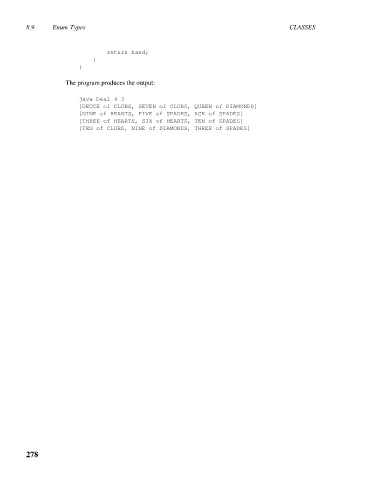 8.9 Enum Types CLASSES
return hand;
}
}
The program produces the output:
java Deal 4 3
[DEUCE of CLUBS, SEVEN of CLUBS, QUEEN of DIAMONDS]
[NINE of HEARTS, FIVE of SPADES, ACE of SPADES]
[THREE of HEARTS, SIX of HEARTS, TEN of SPADES]
[TEN of CLUBS, NINE of DIAMONDS, THREE of SPADES]
278